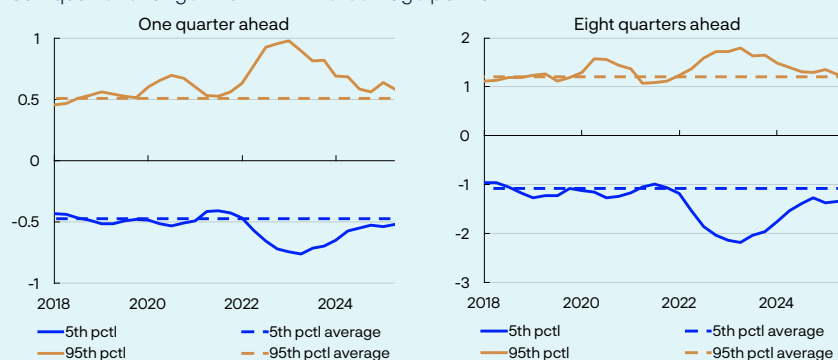 One quarter ahead
1
0.5
0
-0.5
-1
2018
2020
2022
2024
5th pctl
5th pctl average
95th pctl
95th pctl average
Eight quarters ahead
2
1
0
-1
-2
-3
2018
2020
2022
2024
5th pctl
5th pctl average
95th pctl
95th pctl average